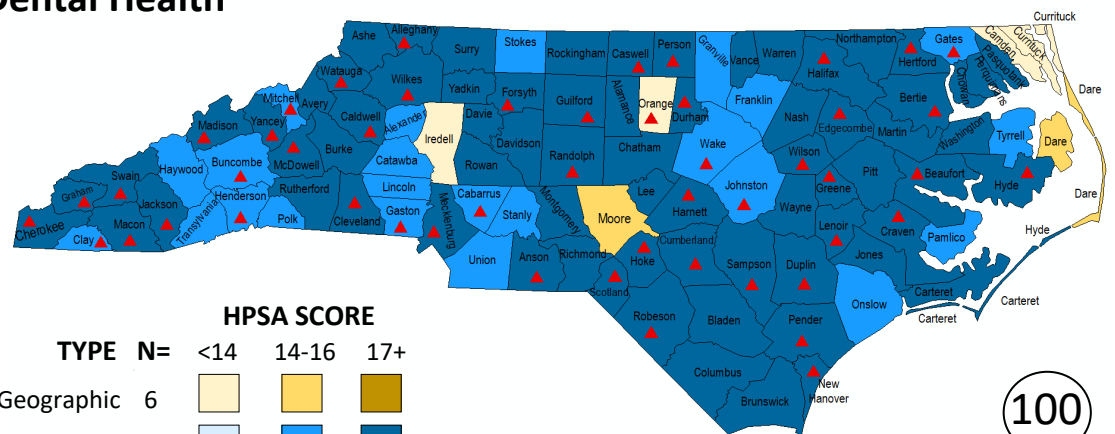 Dental Health
Currituck
Ashe
Alleghany
Surry
Stokes
Rockingham
Caswell
Person
Granville
Vance
Warren
Northampton
Gates
Camden
Currituck
Pasquotank
Perquimans
Chowan
Hertford
Halifax
Bertie
Dare
Watauga
Wilkes
Yadkin
Forsyth
Guilford
Alamance
Orange
Durham
Franklin
Nash
Edgecombe
Martin
Washington
Tyrrell
Dare
Mitchell
Avery
Caldwell
Alexander
Iredell
Davie
Davidson
Randolph
Chatham
Wake
Wilson
Pitt
Beaufort
Hyde
Dare
Madison
Yancey
McDowell
Burke
Catawba
Rowan
Lincoln
Buncombe
Haywood
Swain
Graham
Jackson
Cherokee
Clay
Macon
Transylvania
Henderson
Polk
Rutherford
Cleveland
Gaston
Mecklenburg
Cabarrus
Stanly
Montgomery
Moore
Lee
Harnett
Johnston
Wayne
Greene
Lenoir
Craven
Pamlico
Hyde
Union
Anson
Richmond
Scotland
Hoke
Cumberland
Sampson
Duplin
Jones
Onslow
Carteret
Carteret
Carteret
Robeson
Bladen
Pender
Columbus
Brunswick
New
Hanover
HPSA SCORE
TYPE N= <14 14-16 17+
Geographic 6
100